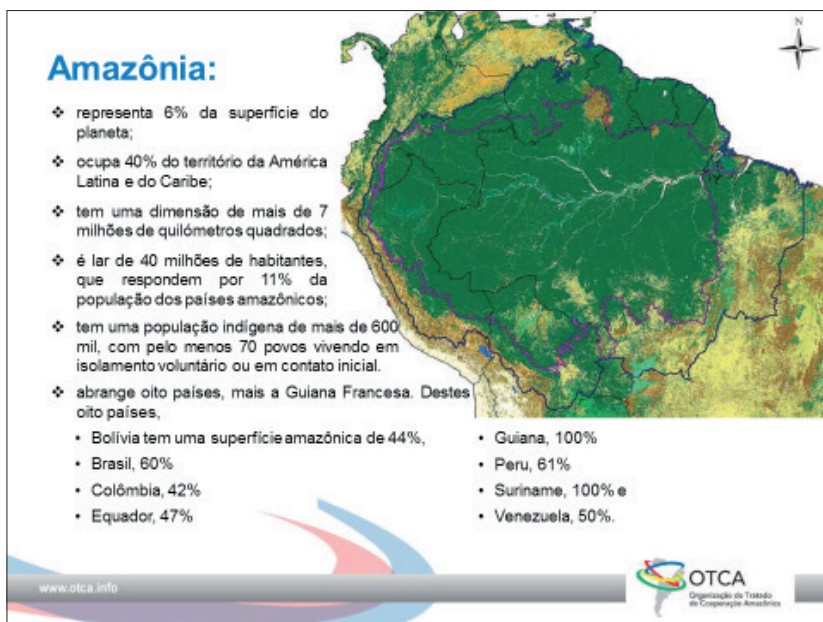 N
Amazônia:
❖ representa 6% da superfície do
planeta;
❖ ocupa 40% do território da América
Latina e do Caribe;
❖ tem uma dimensão de mais de 7
milhões de quilómetros quadrados;
❖ é lar de 40 milhões de habitantes,
que respondem por 11% da
população dos países amazônicos;
❖ tem uma população indígena de mais de 600
mil, com pelo menos 70 povos vivendo em
isolamento voluntário ou em contato inicial.
❖ abrange oito países, mais a Guiana Francesa. Destes
oito países,
• Bolívia tem uma superfície amazônica de 44%,
• Brasil, 60%
• Colômbia, 42%
• Equador, 47%
• Guiana, 100%
• Peru, 61%
• Suriname, 100% e
• Venezuela, 50%.
www.otca.info
OTCA
Organização do Tratado
de Cooperação Amazônica